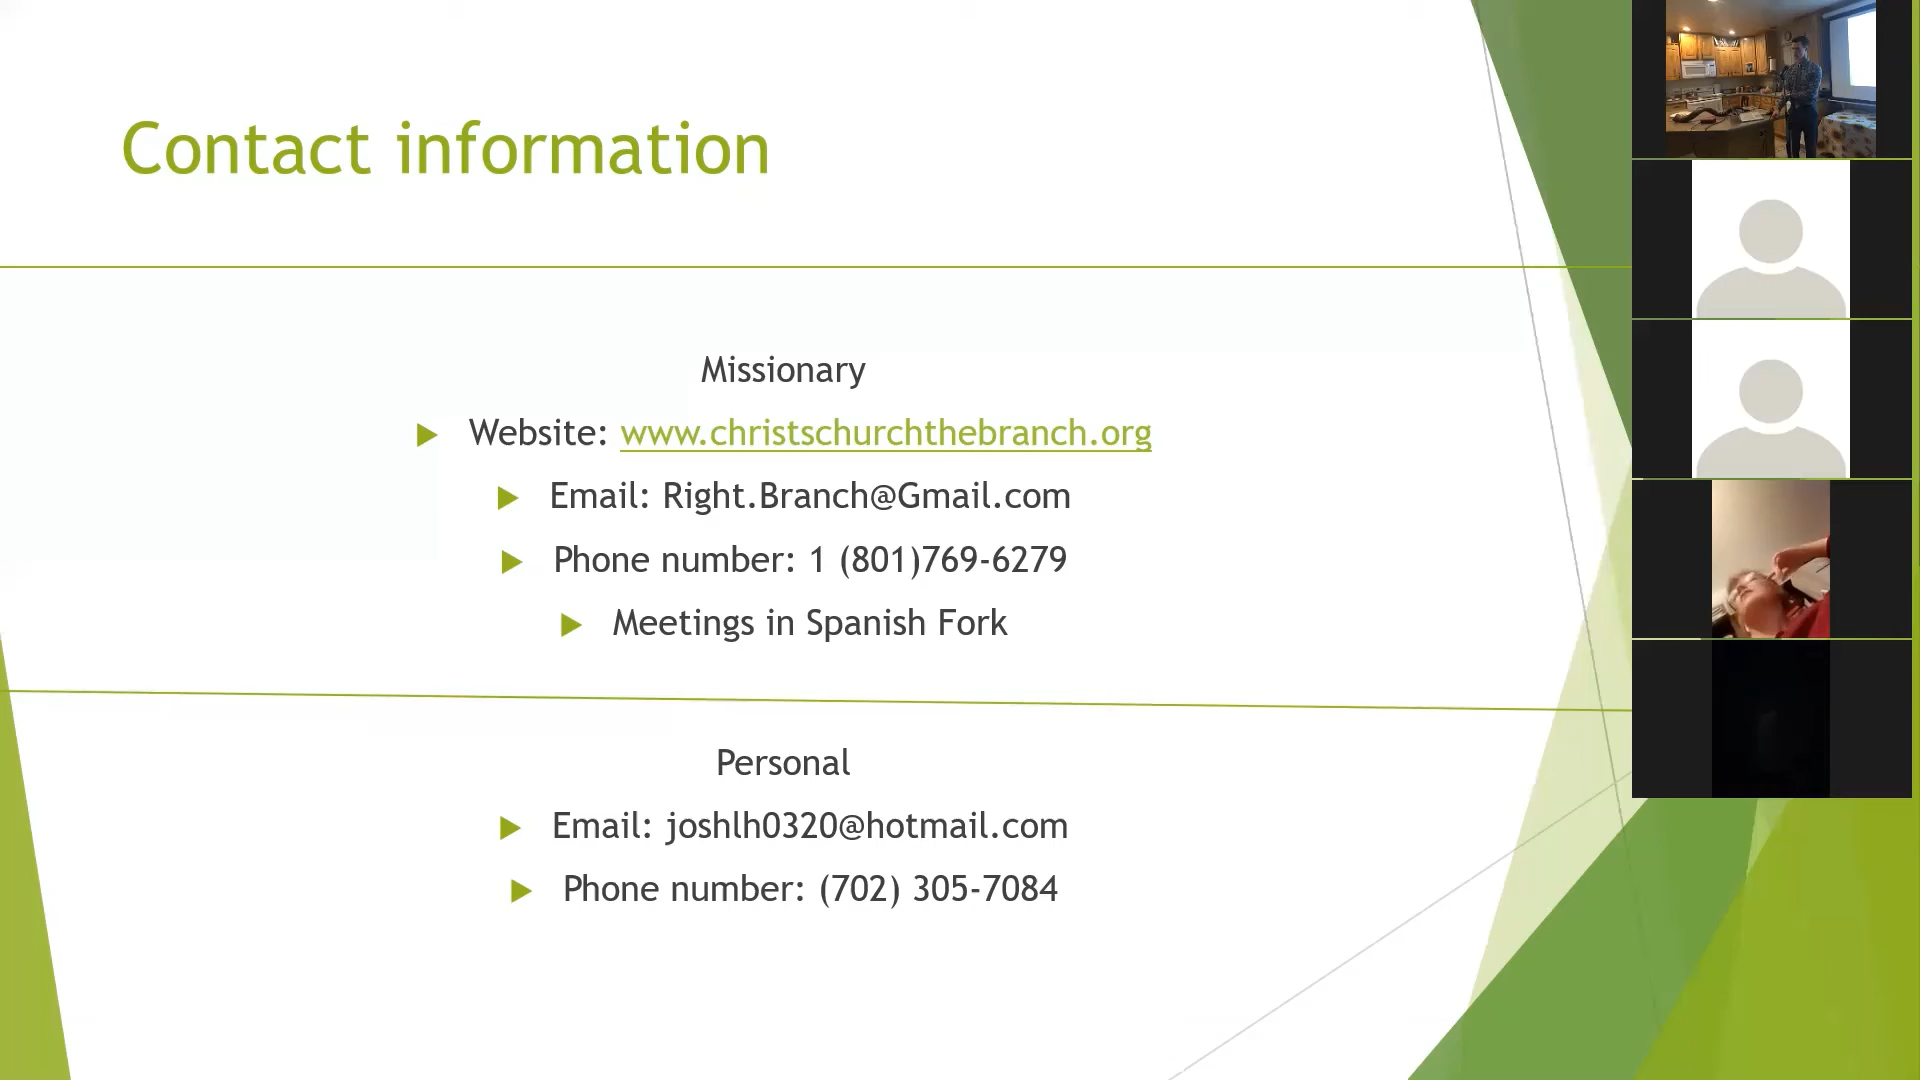 Contact information
Missionary
Website: www.christschurchthebranch.org
Email: Right.Branch@Gmail.com
Phone number: 1 (801)769-6279
Meetings in Spanish Fork
Personal
Email: joshlh0320@hotmail.com
Phone number: (702) 305-7084